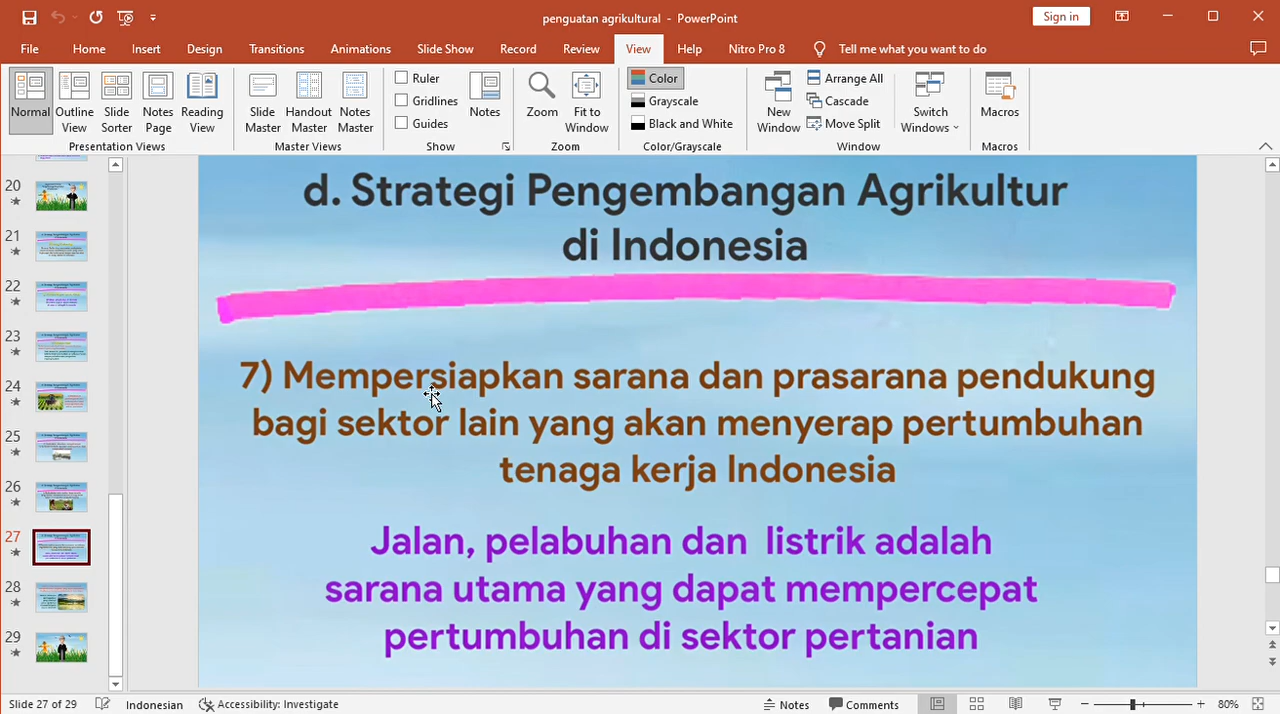 penguatan agrikultural - PowerPoint
Sign in
File Home Insert Design Transitions Animations Slide Show Record Review View Help Nitro Pro 8 Tell me what you want to do
Normal
Outline View
Slide Sorter
Notes Page
Reading View
Presentation Views
Slide Master
Handout Master
Notes Master
Master Views
Ruler
Gridlines
Guides
Notes
Show
Zoom
Fit to Window
Zoom
Color
Grayscale
Black and White
Color/Grayscale
New Window
Arrange All
Cascade
Move Split
Switch Windows
Window
Macros
Macros
20
21
22
23
24
25
26
27
28
29
d. Strategi Pengembangan Agrikultur
di Indonesia
7) Mempersiapkan sarana dan prasarana pendukung
bagi sektor lain yang akan menyerap pertumbuhan
tenaga kerja Indonesia
Jalan, pelabuhan dan listrik adalah
sarana utama yang dapat mempercepat
pertumbuhan di sektor pertanian
Slide 27 of 29 Indonesian Accessibility: Investigate Notes Comments 80%